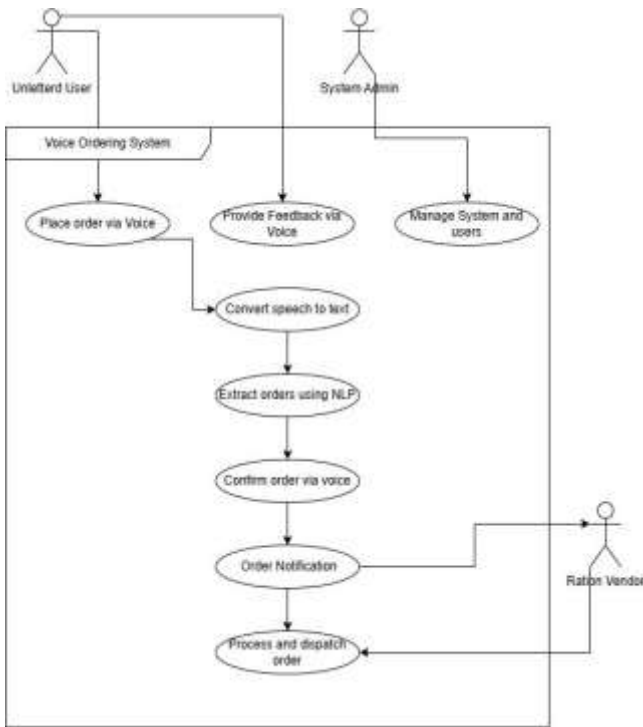 Unletterd User
System Admin
Voice Ordering System
Place order via Voice
Provide Feedback via
Voice
Manage System and
users
Convert speech to text
Extract orders using NLP
Confirm order via voice
Order Notification
Ration Vendor
Process and dispatch
order